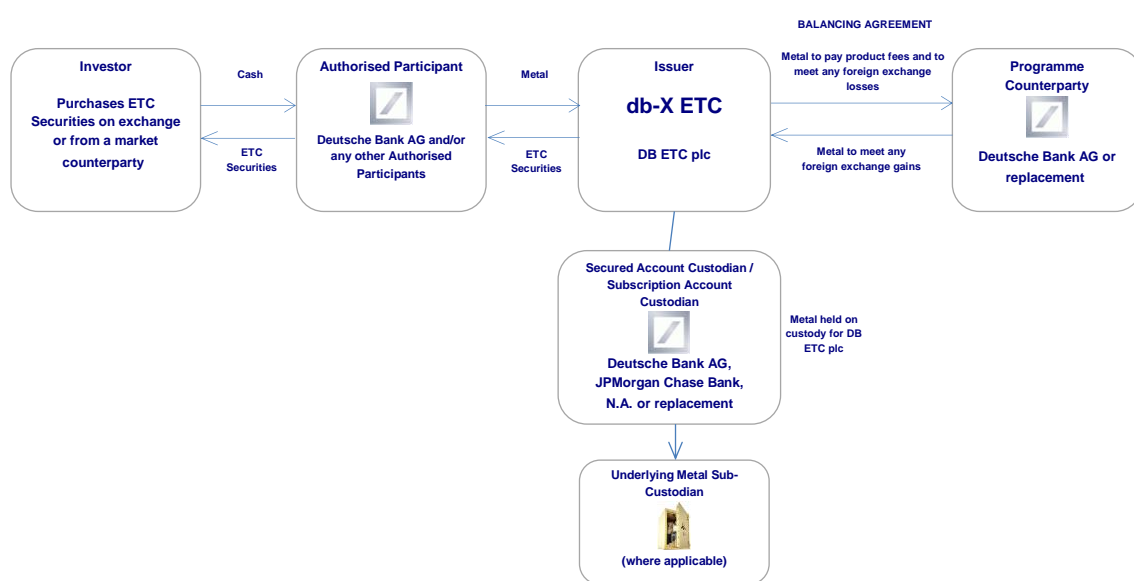 BALANCING AGREEMENT
Investor
Purchases ETC
Securities on exchange
or from a market
counterparty
Cash
ETC
Securities
Authorised Participant
Deutsche Bank AG and/or
any other Authorised
Participants
Metal
ETC
Securities
Issuer
db-X ETC
DB ETC plc
Metal to pay product fees and to
meet any foreign exchange
losses
Metal to meet any
foreign exchange gains
Programme
Counterparty
Deutsche Bank AG or
replacement
Secured Account Custodian /
Subscription Account
Custodian
Deutsche Bank AG,
JPMorgan Chase Bank,
N.A. or replacement
Metal held on
custody for DB
ETC plc
Underlying Metal Sub-
Custodian
(where applicable)